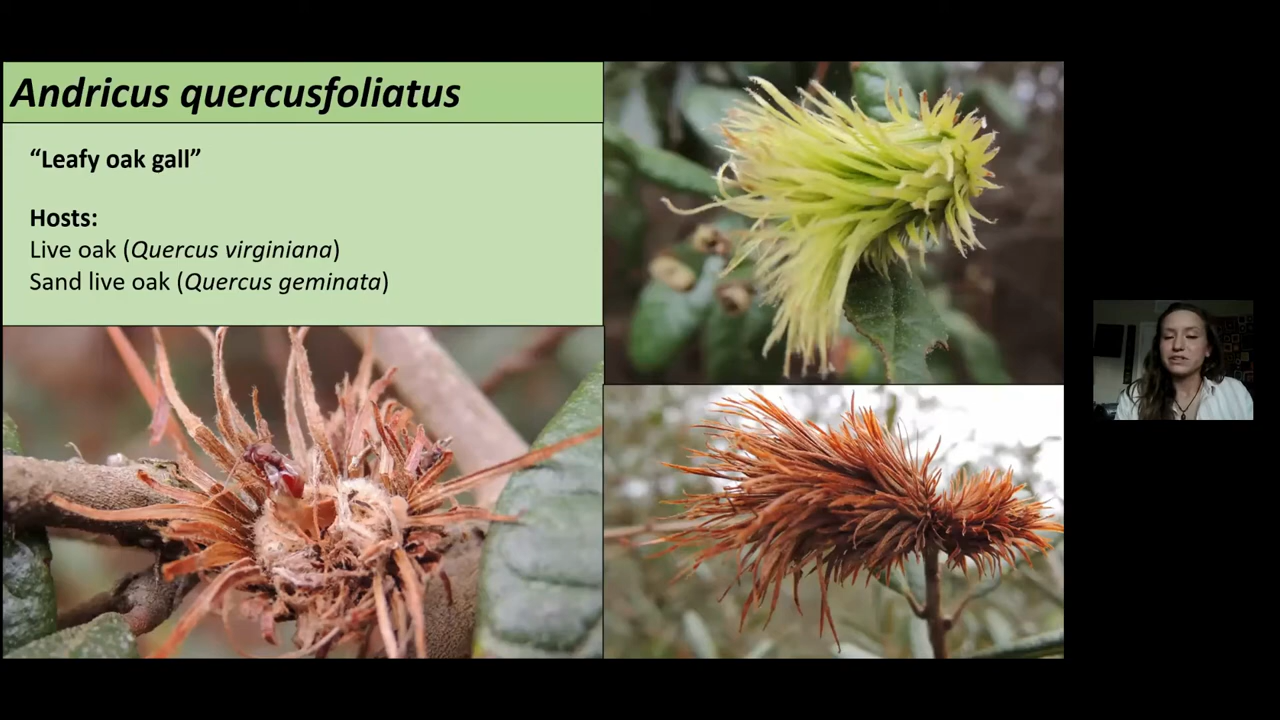 Andricus quercusfoliatus
“Leafy oak gall”
Hosts:
Live oak (Quercus virginiana)
Sand live oak (Quercus geminata)